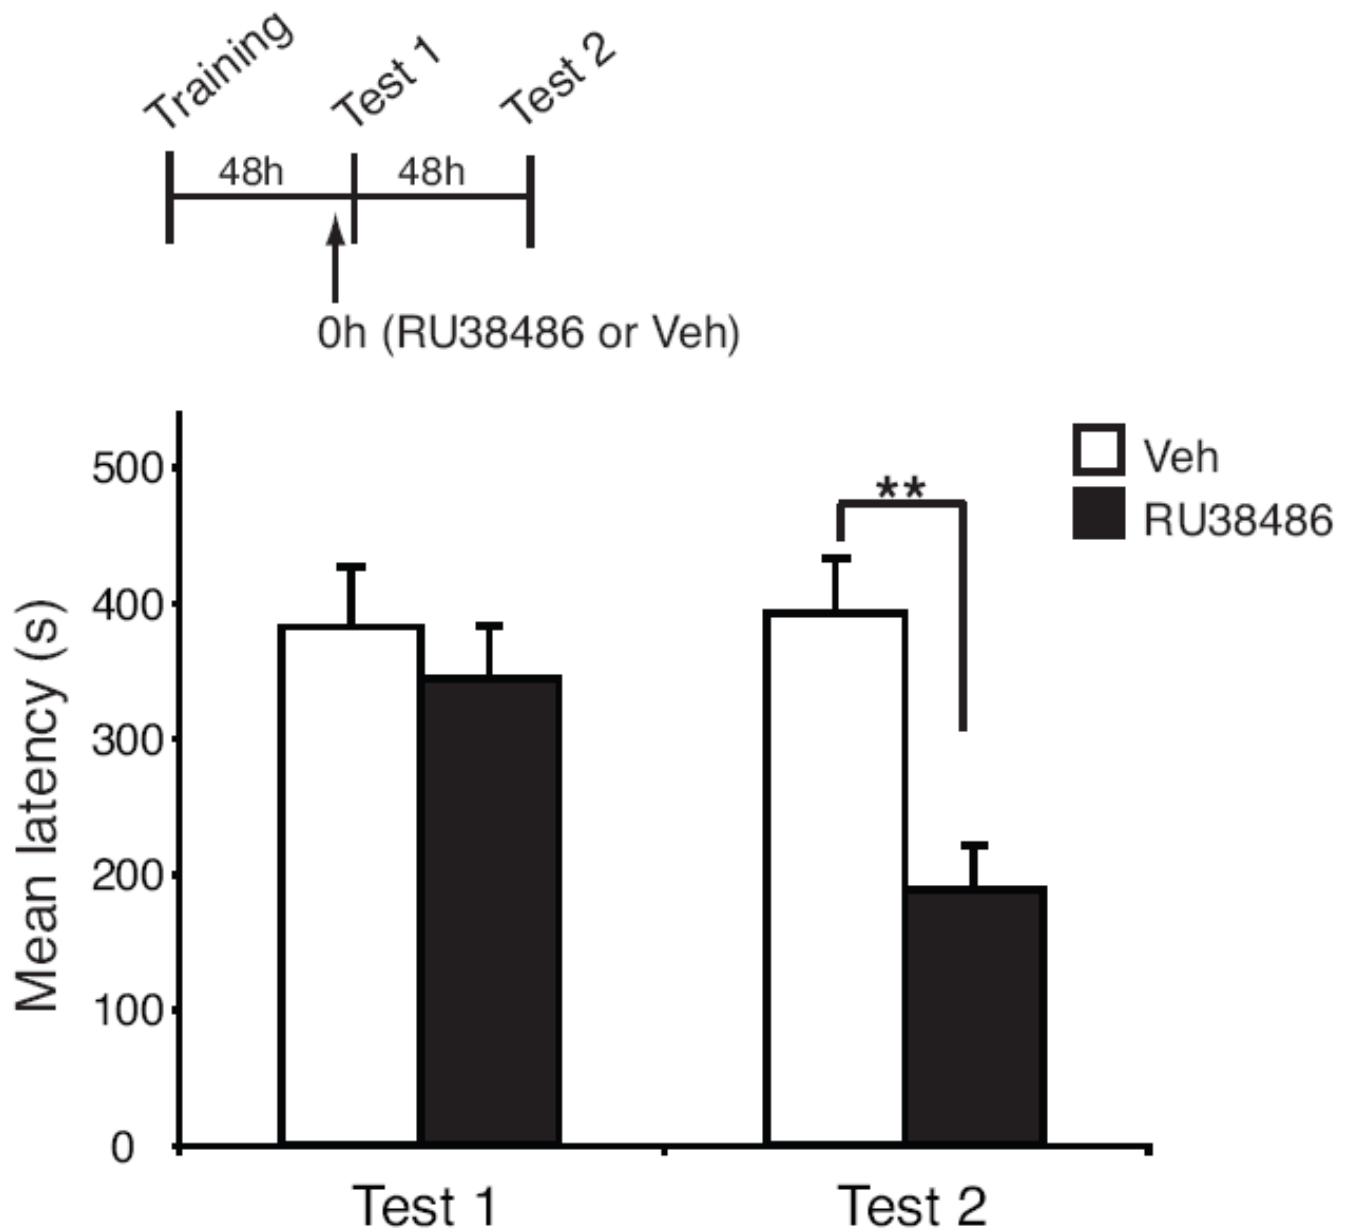 Training
Test 1
Test 2
48h
48h
0h (RU38486 or Veh)
Mean latency (s)
500
400
300
200
100
0
**
Veh
RU38486
Test 1
Test 2